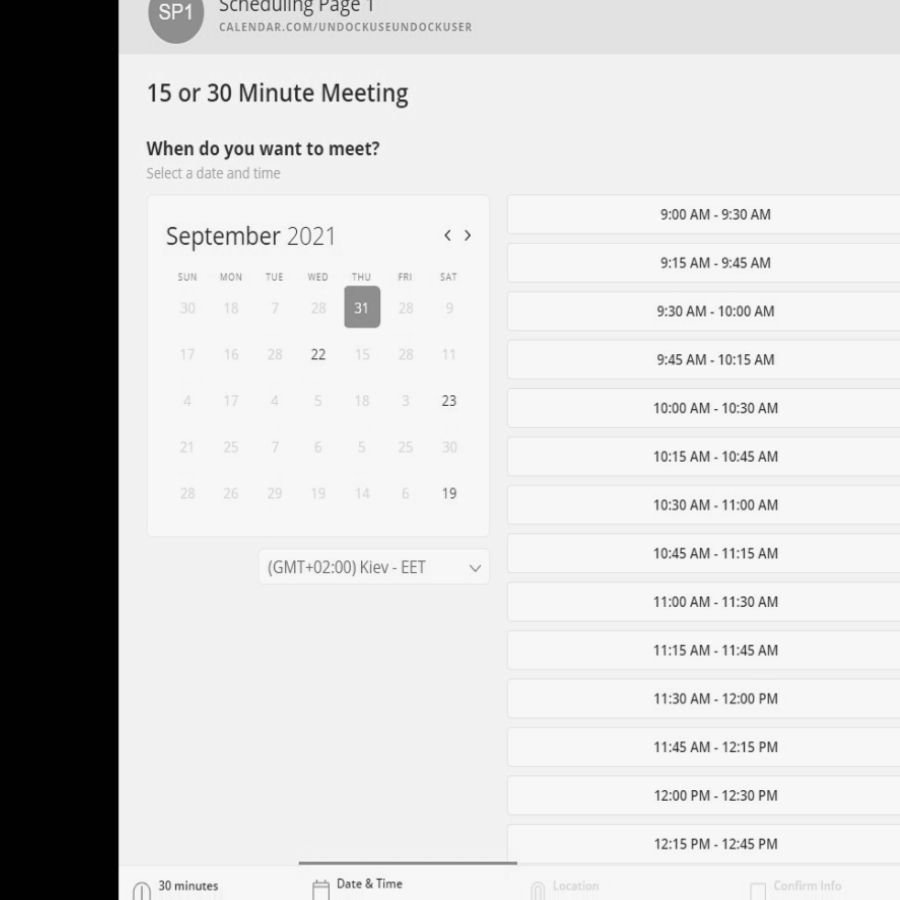 SP1
Scheduling Page 1
CALENDAR.COM/UNDOCKUSEUNDOCKUSER
15 or 30 Minute Meeting
When do you want to meet?
Select a date and time
September 2021
SUN MON TUE WED THU FRI SAT
30 18 7 28 31 28 9
17 16 28 22 15 28 11
4 17 4 5 18 3 23
21 25 7 6 5 25 30
28 26 29 19 14 6 19
(GMT+02:00) Kiev - EET
9:00 AM - 9:30 AM
9:15 AM - 9:45 AM
9:30 AM - 10:00 AM
9:45 AM - 10:15 AM
10:00 AM - 10:30 AM
10:15 AM - 10:45 AM
10:30 AM - 11:00 AM
10:45 AM - 11:15 AM
11:00 AM - 11:30 AM
11:15 AM - 11:45 AM
11:30 AM - 12:00 PM
11:45 AM - 12:15 PM
12:00 PM - 12:30 PM
12:15 PM - 12:45 PM
30 minutes
Date & Time
Location
Confirm Info